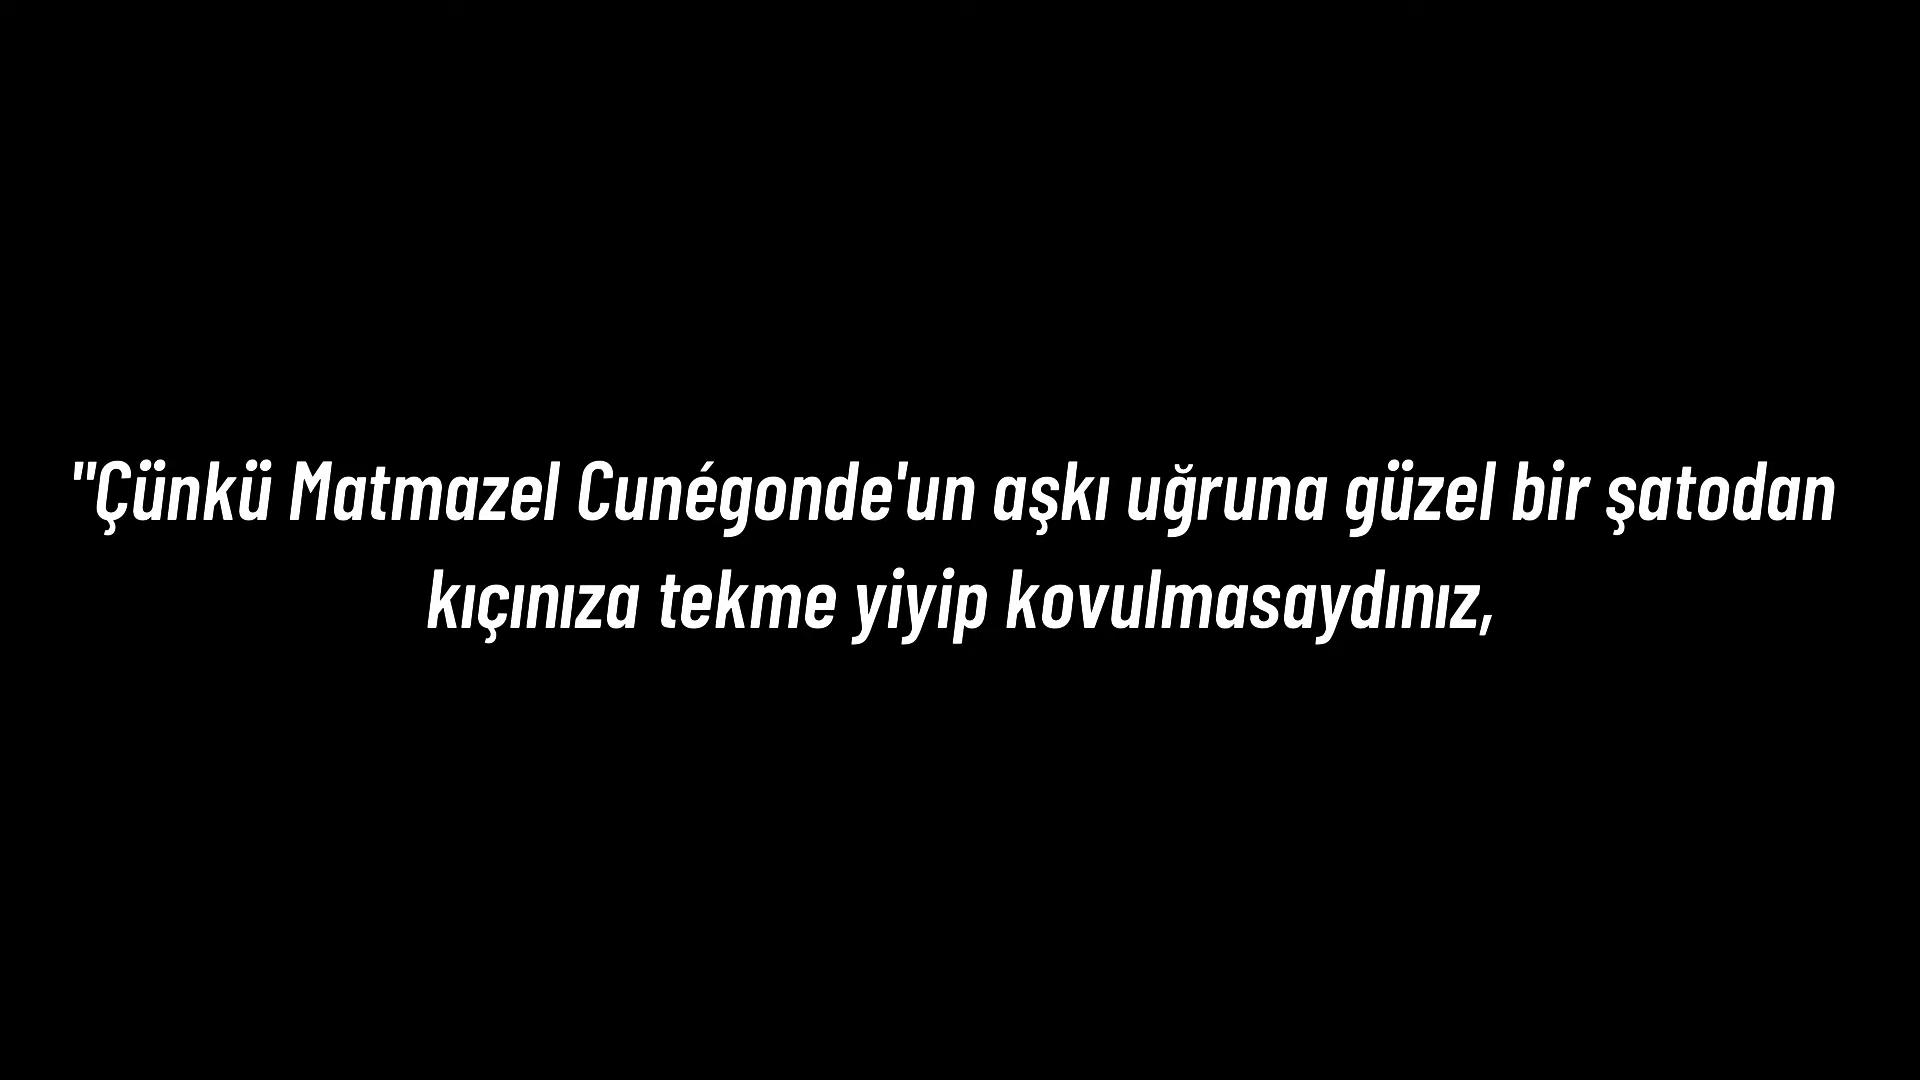 "Çünkü Matmazel Cunégonde'un aşkı uğruna güzel bir şatodan
kıçınıza tekme yiyip kovulmasaydınız,